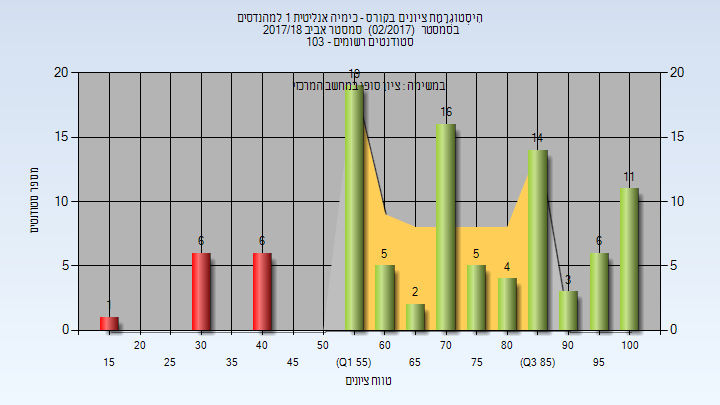 היסטוגרמת ציונים בקורס - כימיה אנליטית 1 למהנדסים
בסמסטר (02/2017) סמסטר אביב 2017/18
סטודנטים רשומים - 103
במשימה : ציון סופי במחשב המרכזי
מספר סטודנטים
20
15
10
5
0
20
15
10
5
0
1
6
6
19
5
2
16
5
4
14
3
6
11
20 30 40 50 60 70 80 90 100
15 25 35 45 (Q1 55) 65 75 (Q3 85) 95
טווח ציונים